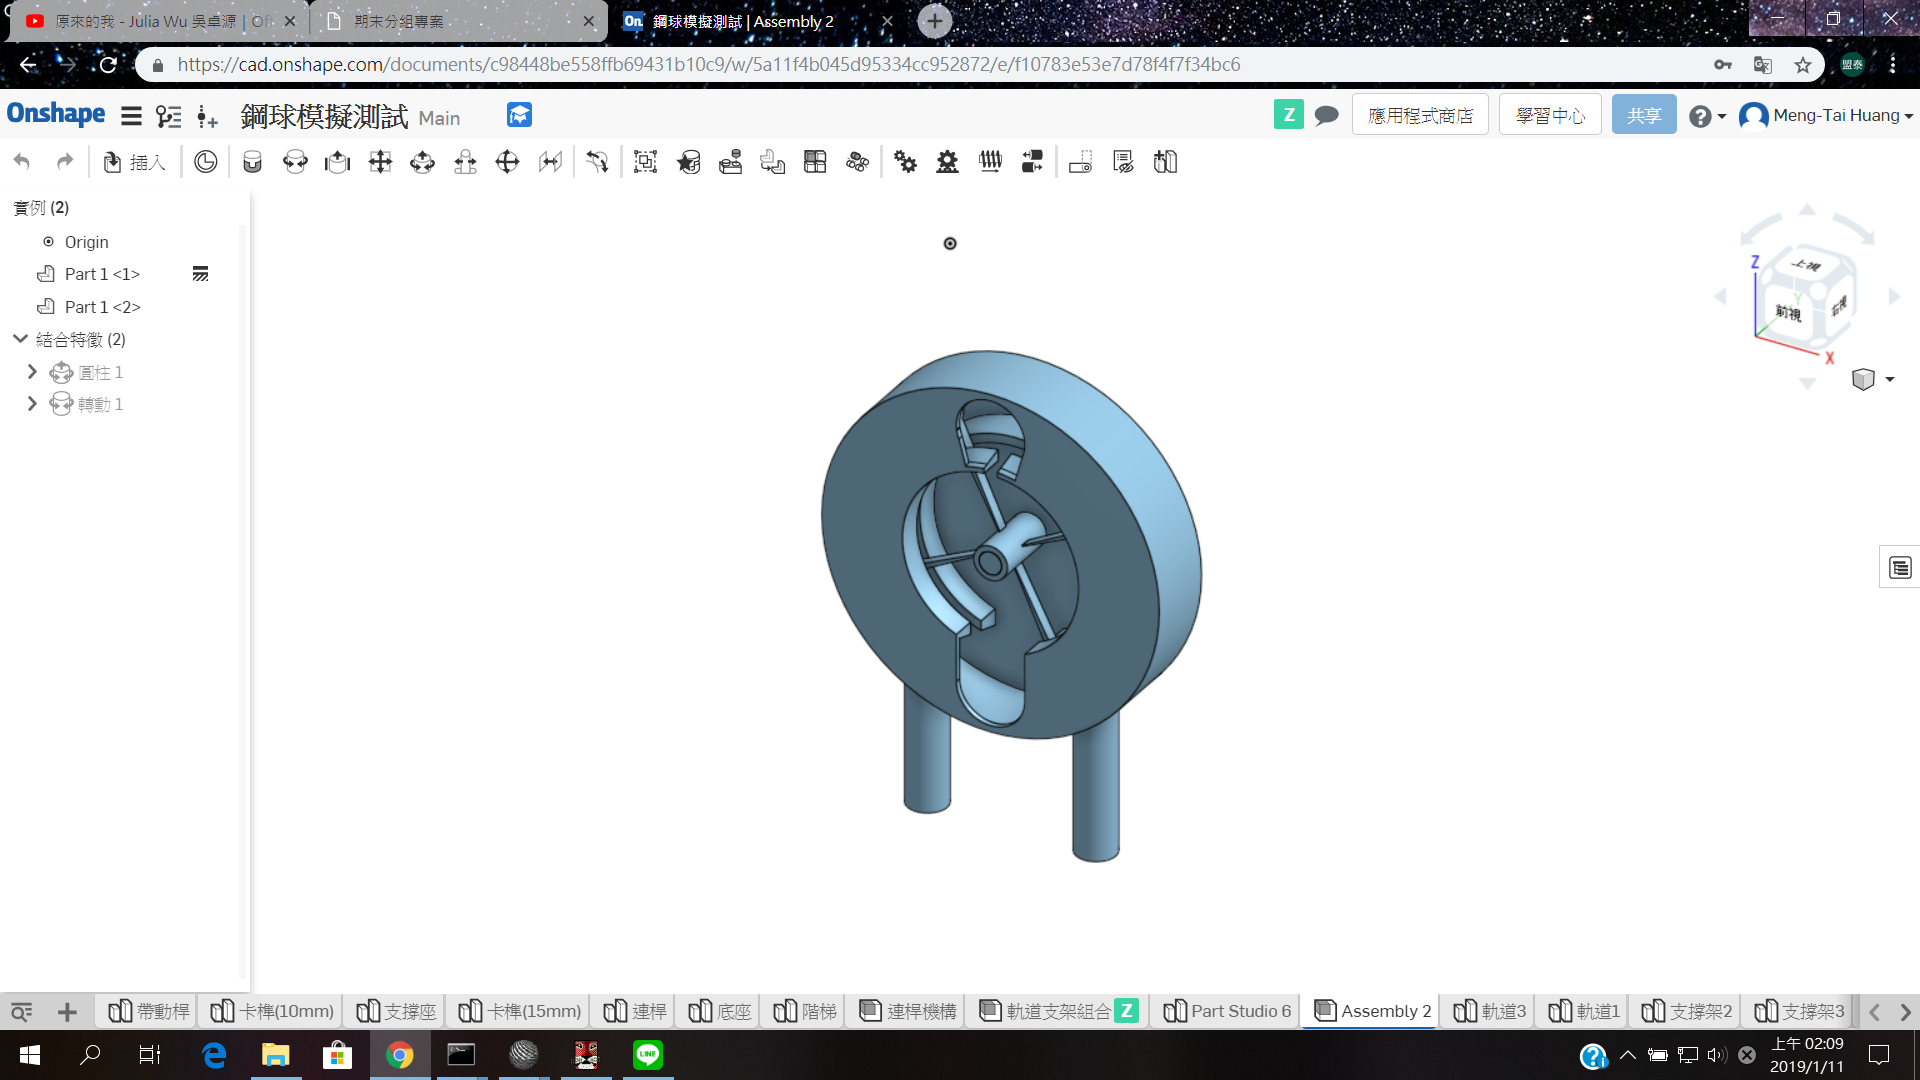 原來的我 - Julia Wu 吳卓源 | Of
期末分組專案
On. 鋼球模擬測試 | Assembly 2
https://cad.onshape.com/documents/c98448be558ffb69431b10c9/w/5a11f4b045d95334cc952872/e/f10783e53e7d78f4f7f34bc6
盟泰
Onshape
鋼球模擬測試 Main
Z
應用程式商店
學習中心
共享
Meng-Tai Huang
插入
實例 (2)
Origin
Part 1 <1>
Part 1 <2>
結合特徵 (2)
圓柱 1
轉動 1
Z
上視
Y
前視
右視
X
帶動桿
卡榫(10mm)
支撐座
卡榫(15mm)
連桿
底座
階梯
連桿機構
軌道支架組合 Z
Part Studio 6
Assembly 2
軌道3
軌道1
支撐架2
支撐架3
LINE
上午 02:09
2019/1/11